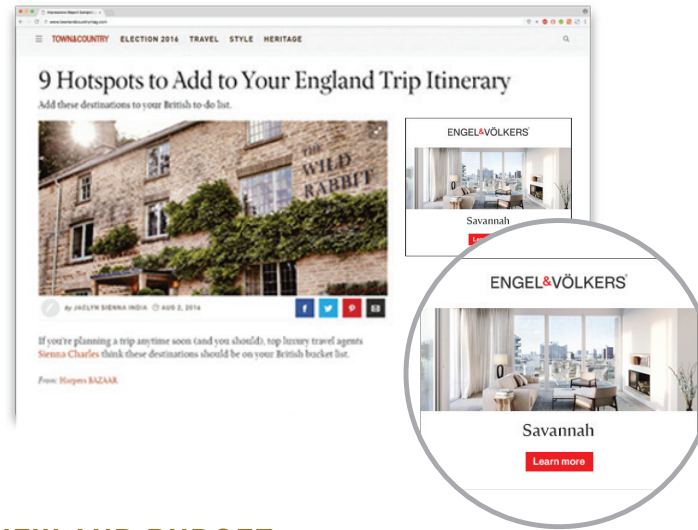 www.townandcountrymag.com
TOWN&COUNTRY ELECTION 2016 TRAVEL STYLE HERITAGE
9 Hotspots to Add to Your England Trip Itinerary
Add these destinations to your British to-do list.
THE
WILD
RABBIT
ENGEL&VÖLKERS
Savannah
by JACLYN SIENNA INDIA AUG 2, 2016
If you're planning a trip anytime soon (and you should), top luxury travel agents
Sienna Charles think these destinations should be on your British bucket list.
From: Harpers BAZAAR
ENGEL&VÖLKERS
Savannah
Learn more